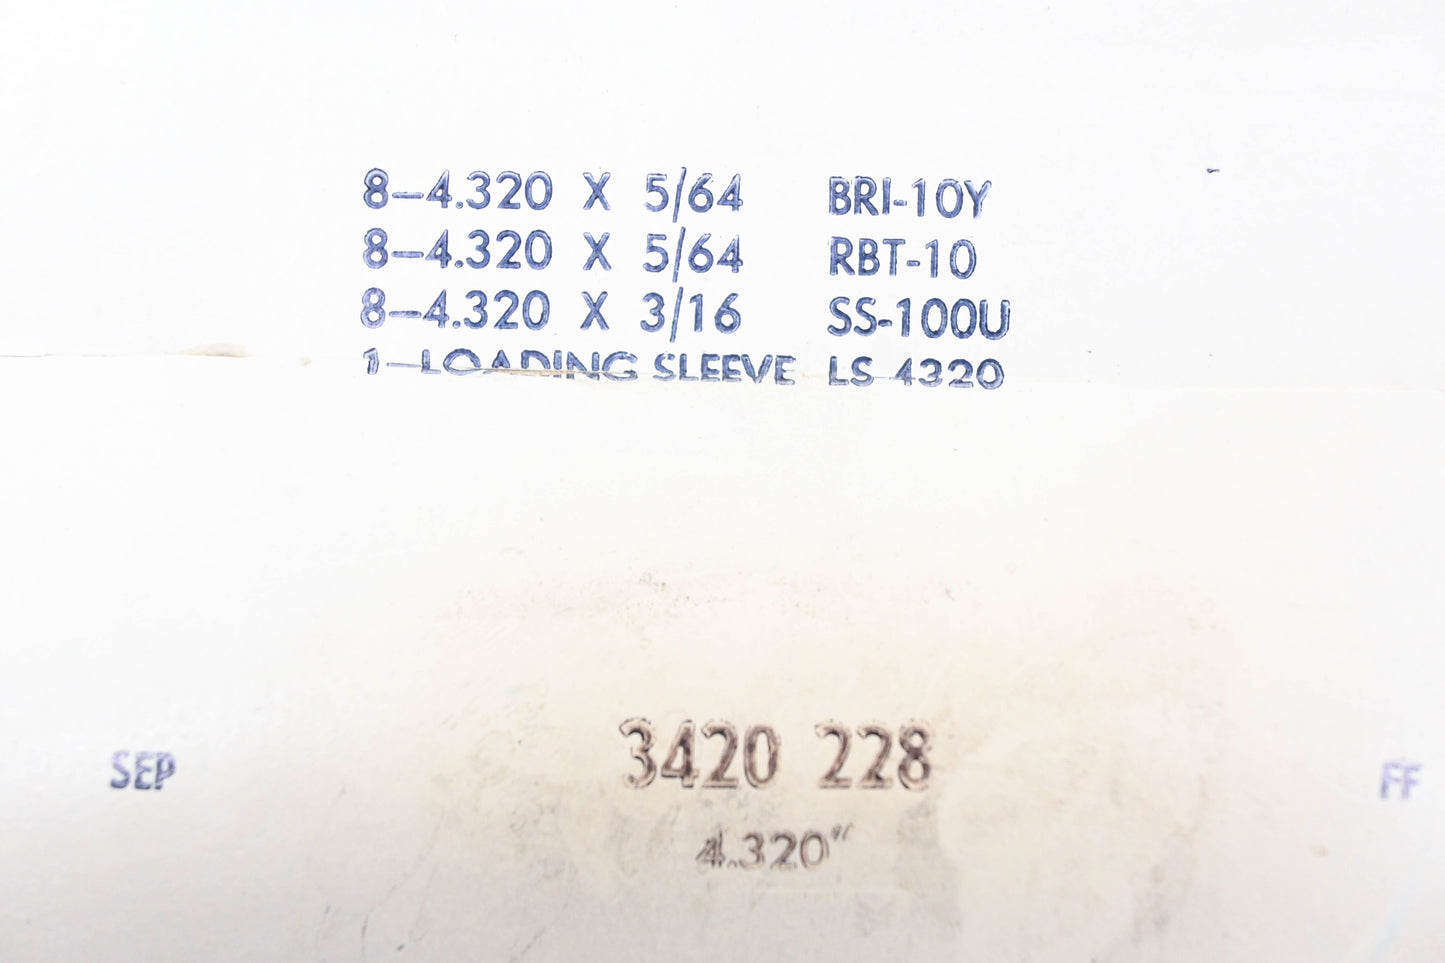 8-4.320 X 5/64 BRI-10Y
8-4.320 X 5/64 RBT-10
8-4.320 X 3/16 SS-100U
1-LOADING SLEEVE LS-4320
SEP 3420 228 FF
4.320"